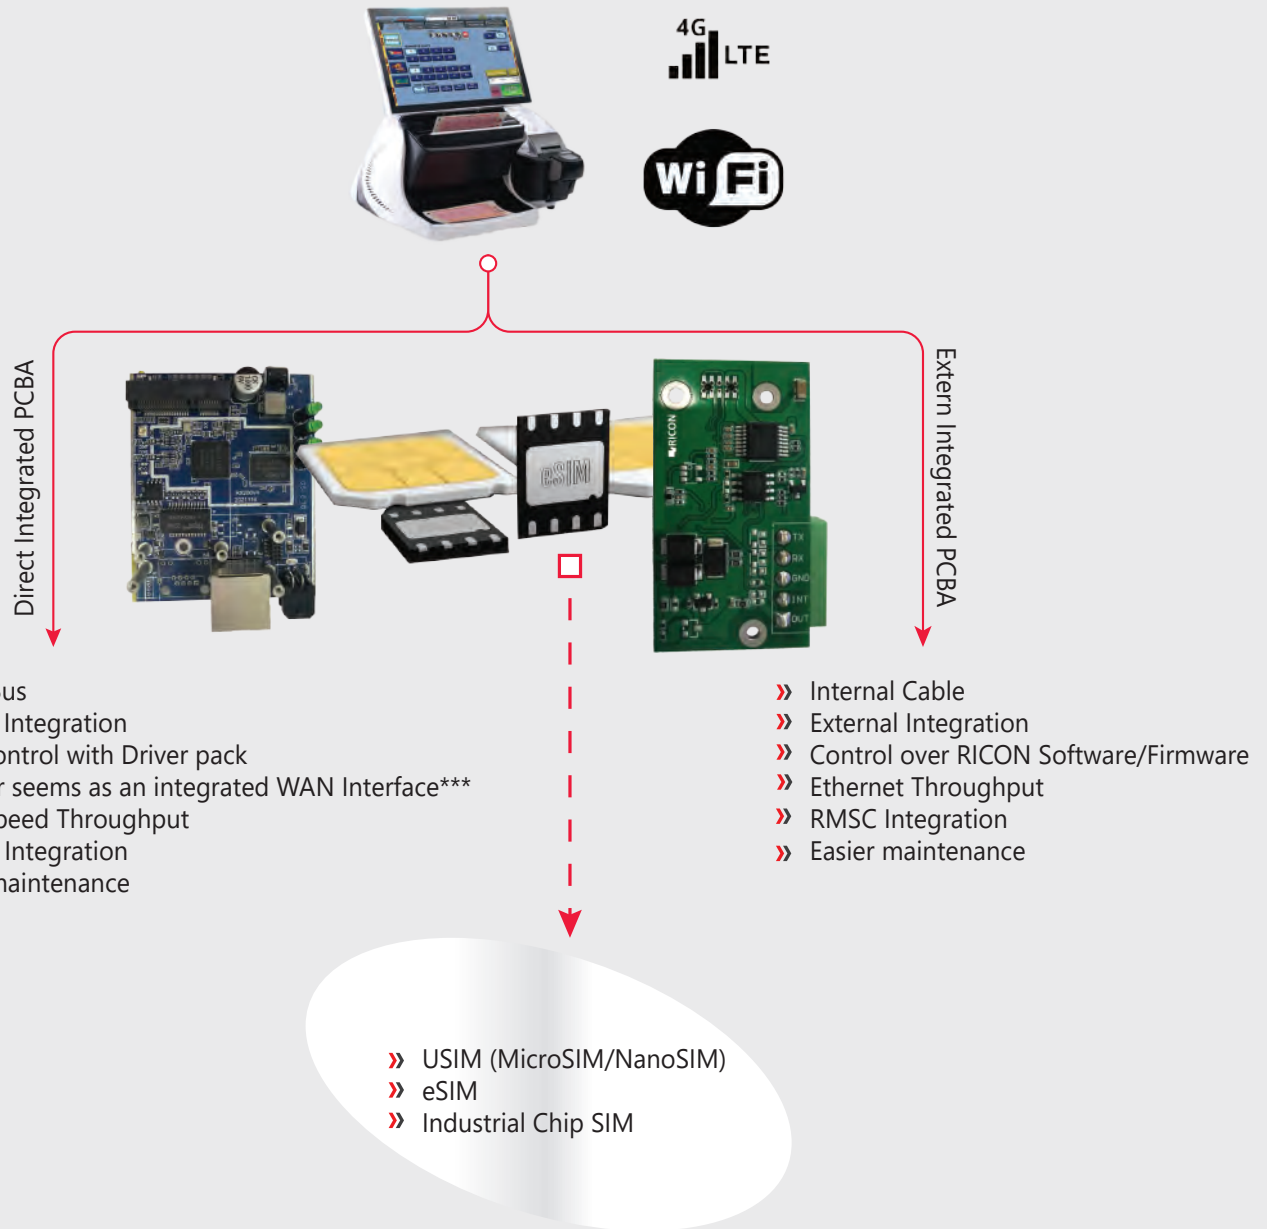 4G
LTE
Wi Fi
Direct Integrated PCBA
Extern Integrated PCBA
eSIM
RICON
TX
RX
GND
INT
OUT
us
Integration
ontrol with Driver pack
r seems as an integrated WAN Interface***
peed Throughput
Integration
maintenance
Internal Cable
External Integration
Control over RICON Software/Firmware
Ethernet Throughput
RMSC Integration
Easier maintenance
USIM (MicroSIM/NanoSIM)
eSIM
Industrial Chip SIM